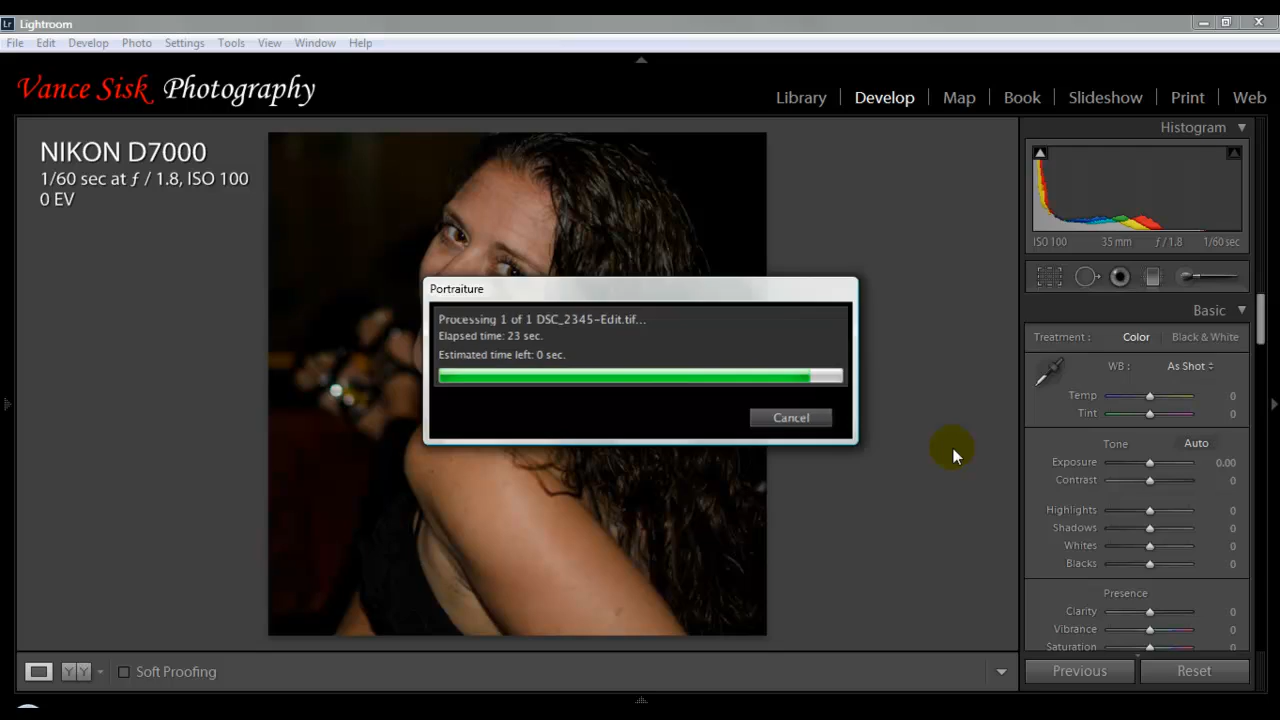 Lr Lightroom
File Edit Develop Photo Settings Tools View Window Help
Vance Sisk Photography
Library Develop Map Book Slideshow Print Web
NIKON D7000
1/60 sec at ƒ / 1.8, ISO 100
0 EV
Histogram
ISO 100 35 mm ƒ / 1.8 1/60 sec
Portraiture
Processing 1 of 1 DSC_2345-Edit.tif...
Elapsed time: 23 sec.
Estimated time left: 0 sec.
Cancel
Basic
Treatment : Color Black & White
WB : As Shot
Temp 0
Tint 0
Tone Auto
Exposure 0.00
Contrast 0
Highlights 0
Shadows 0
Whites 0
Blacks 0
Presence
Clarity 0
Vibrance 0
Saturation 0
YY Soft Proofing
Previous Reset